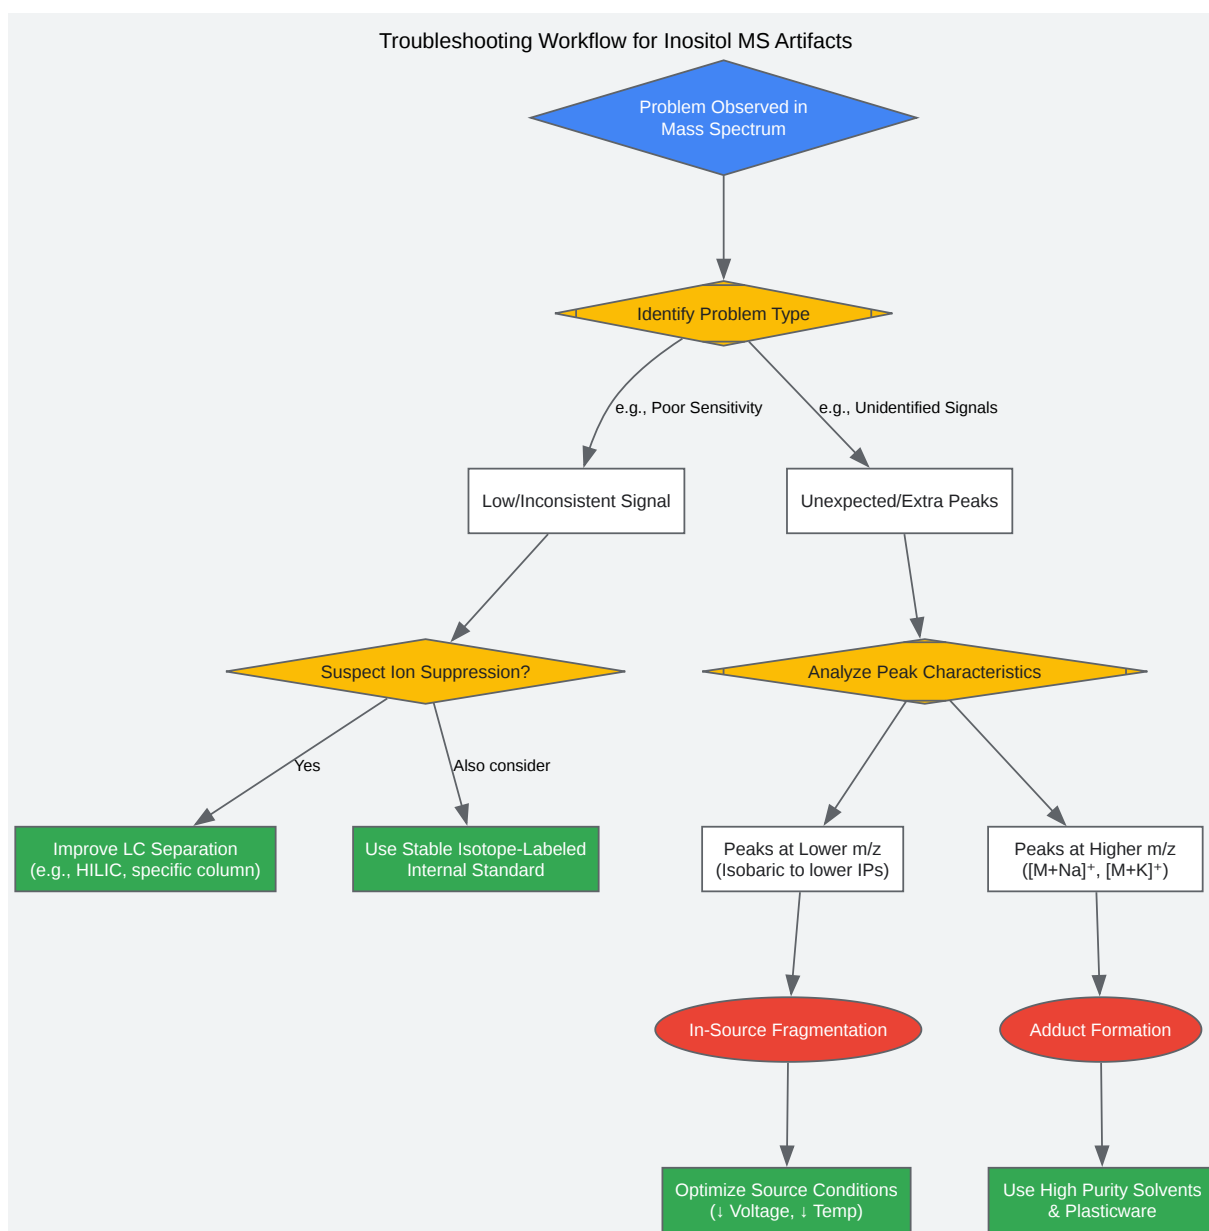 Troubleshooting Workflow for Inositol MS Artifacts
Problem Observed in
Mass Spectrum
Identify Problem Type
e.g., Poor Sensitivity
e.g., Unidentified Signals
Low/Inconsistent Signal
Unexpected/Extra Peaks
Suspect Ion Suppression?
Analyze Peak Characteristics
Yes
Also consider
Improve LC Separation
(e.g., HILIC, specific column)
Use Stable Isotope-Labeled
Internal Standard
Peaks at Lower m/z
(Isobaric to lower IPs)
Peaks at Higher m/z
([M+Na]⁺, [M+K]⁺)
In-Source Fragmentation
Adduct Formation
Optimize Source Conditions
(↓ Voltage, ↓ Temp)
Use High Purity Solvents
& Plasticware